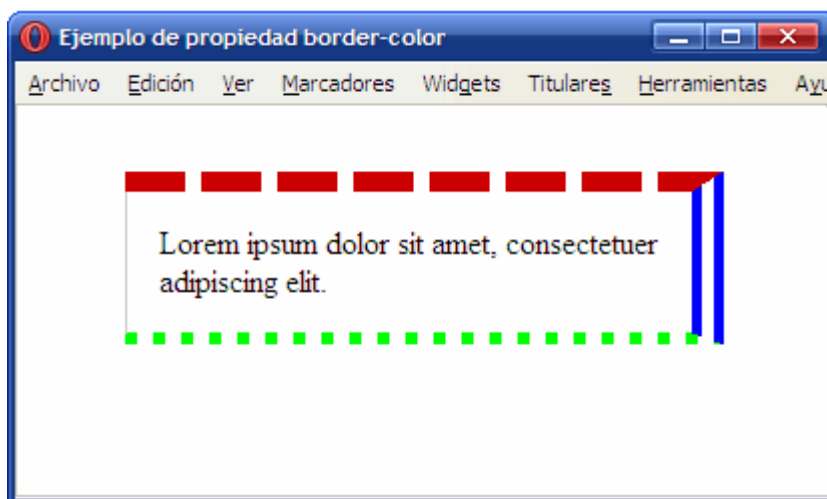 Ejemplo de propiedad border-color
Archivo Edición Ver Marcadores Widgets Titulares Herramientas Ayu
Lorem ipsum dolor sit amet, consectetuer
adipiscing elit.